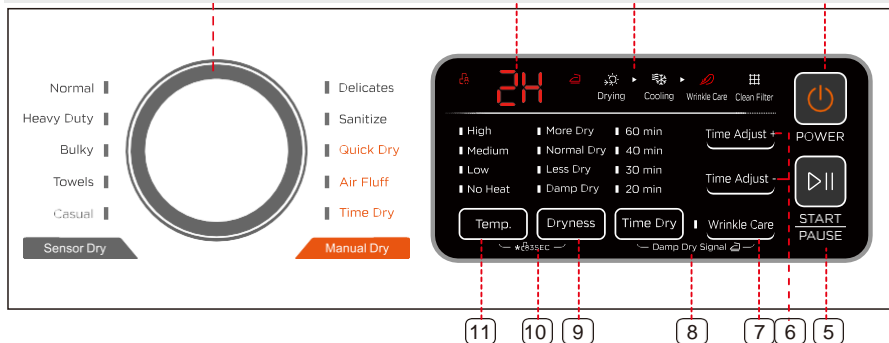 Normal
Heavy Duty
Bulky
Towels
Casual
Sensor Dry
Delicates
Sanitize
Quick Dry
Air Fluff
Time Dry
Manual Dry
2H
Drying
Cooling
Wrinkle Care
Clean Filter
High
Medium
Low
No Heat
More Dry
Normal Dry
Less Dry
Damp Dry
60 min
40 min
30 min
20 min
Time Adjust +
Time Adjust -
POWER
START
PAUSE
Temp.
Dryness
Time Dry
Wrinkle Care
3SEC
Damp Dry Signal
11
10
9
8
7
6
5